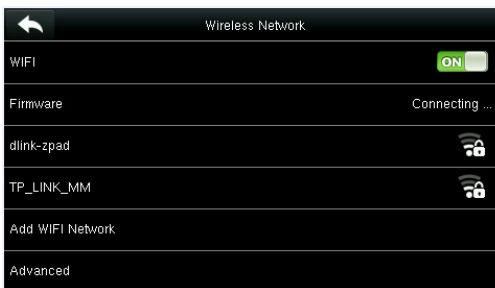 Wireless Network
WIFI ON
Firmware Connecting ...
dlink-zpad
TP_LINK_MM
Add WIFI Network
Advanced